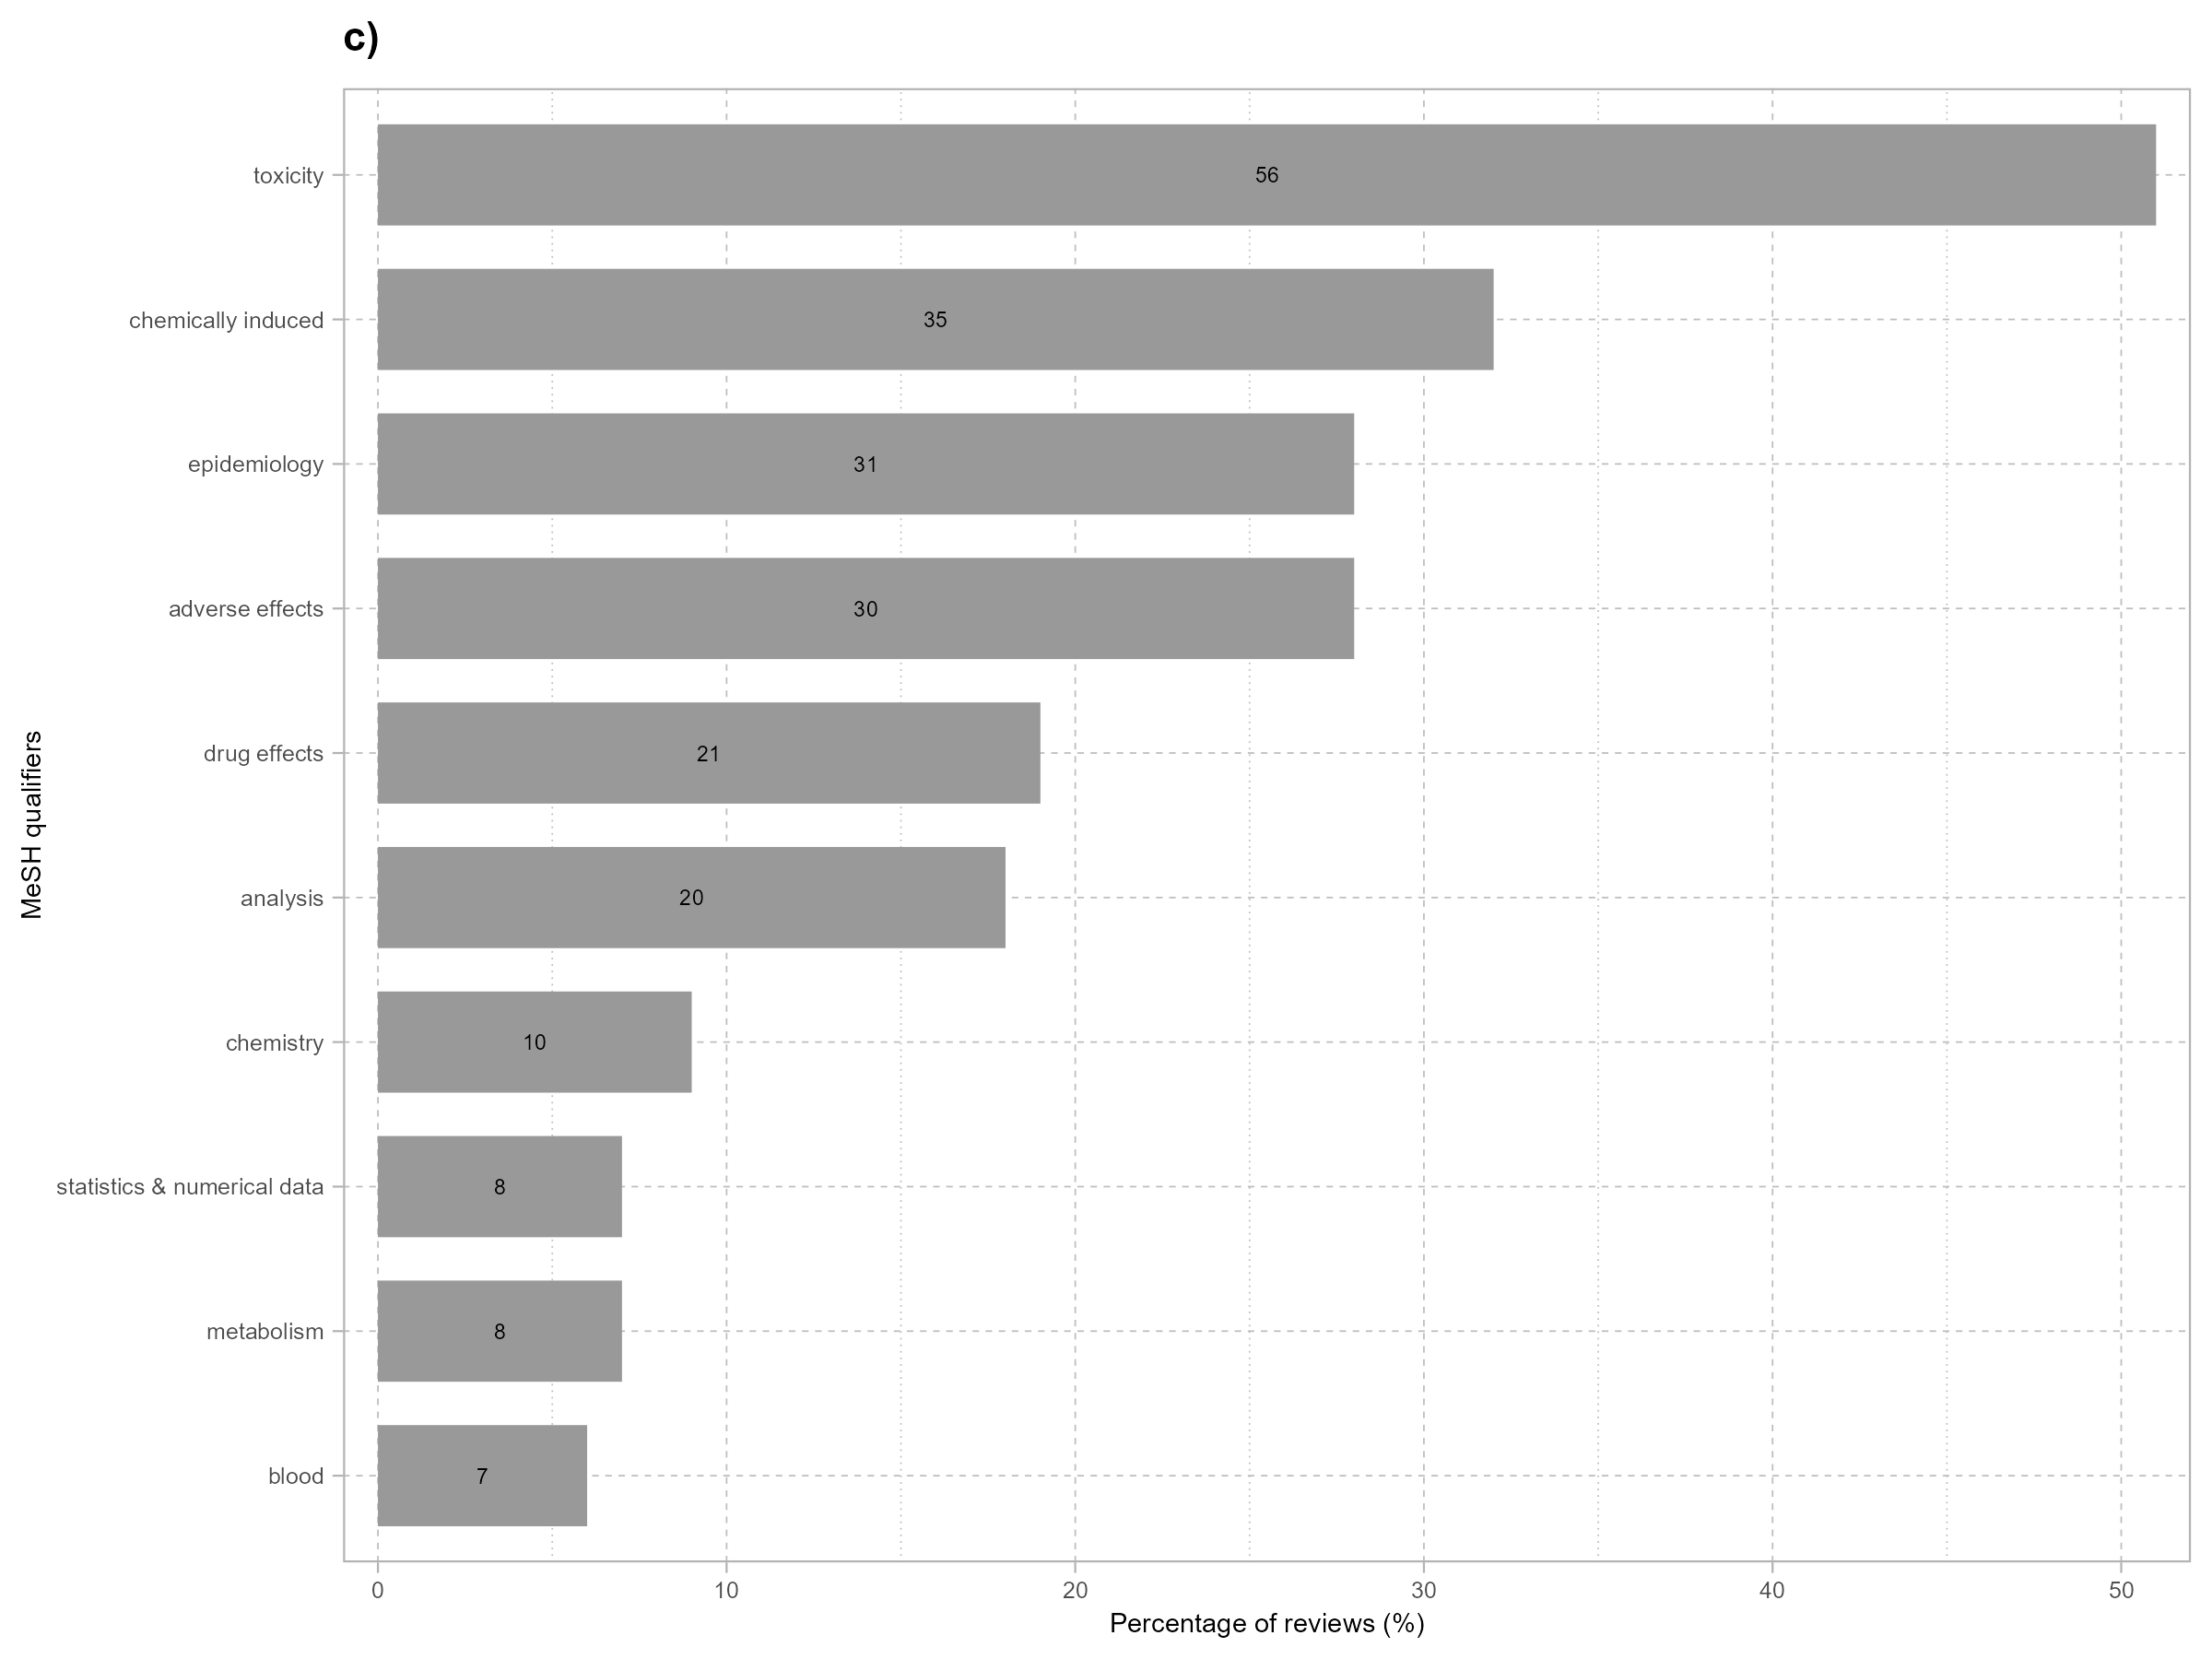 c)
MeSH qualifiers
toxicity 56
chemically induced 35
epidemiology 31
adverse effects 30
drug effects 21
analysis 20
chemistry 10
statistics & numerical data 8
metabolism 8
blood 7
0 10 20 30 40 50
Percentage of reviews (%)